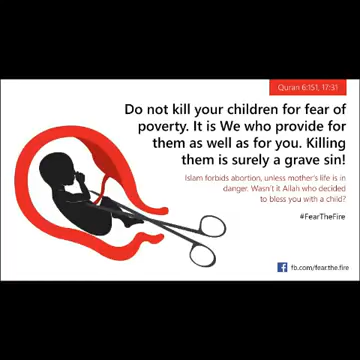 Quran 6:151, 17:31
Do not kill your children for fear of
poverty. It is We who provide for
them as well as for you. Killing
them is surely a grave sin!
Islam forbids abortion, unless mother's life is in
danger. Wasn't it Allah who decided
to bless you with a child?
#FearTheFire
fb.com/fear.the.fire